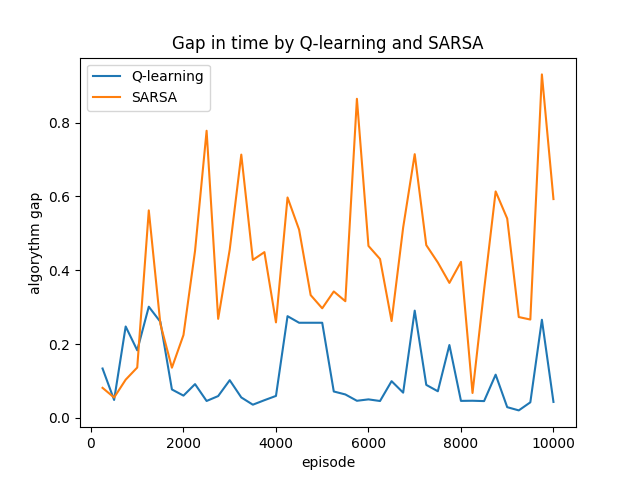 Gap in time by Q-learning and SARSA
Q-learning
SARSA
algorythm gap
0.8
0.6
0.4
0.2
0.0
0 2000 4000 6000 8000 10000
episode